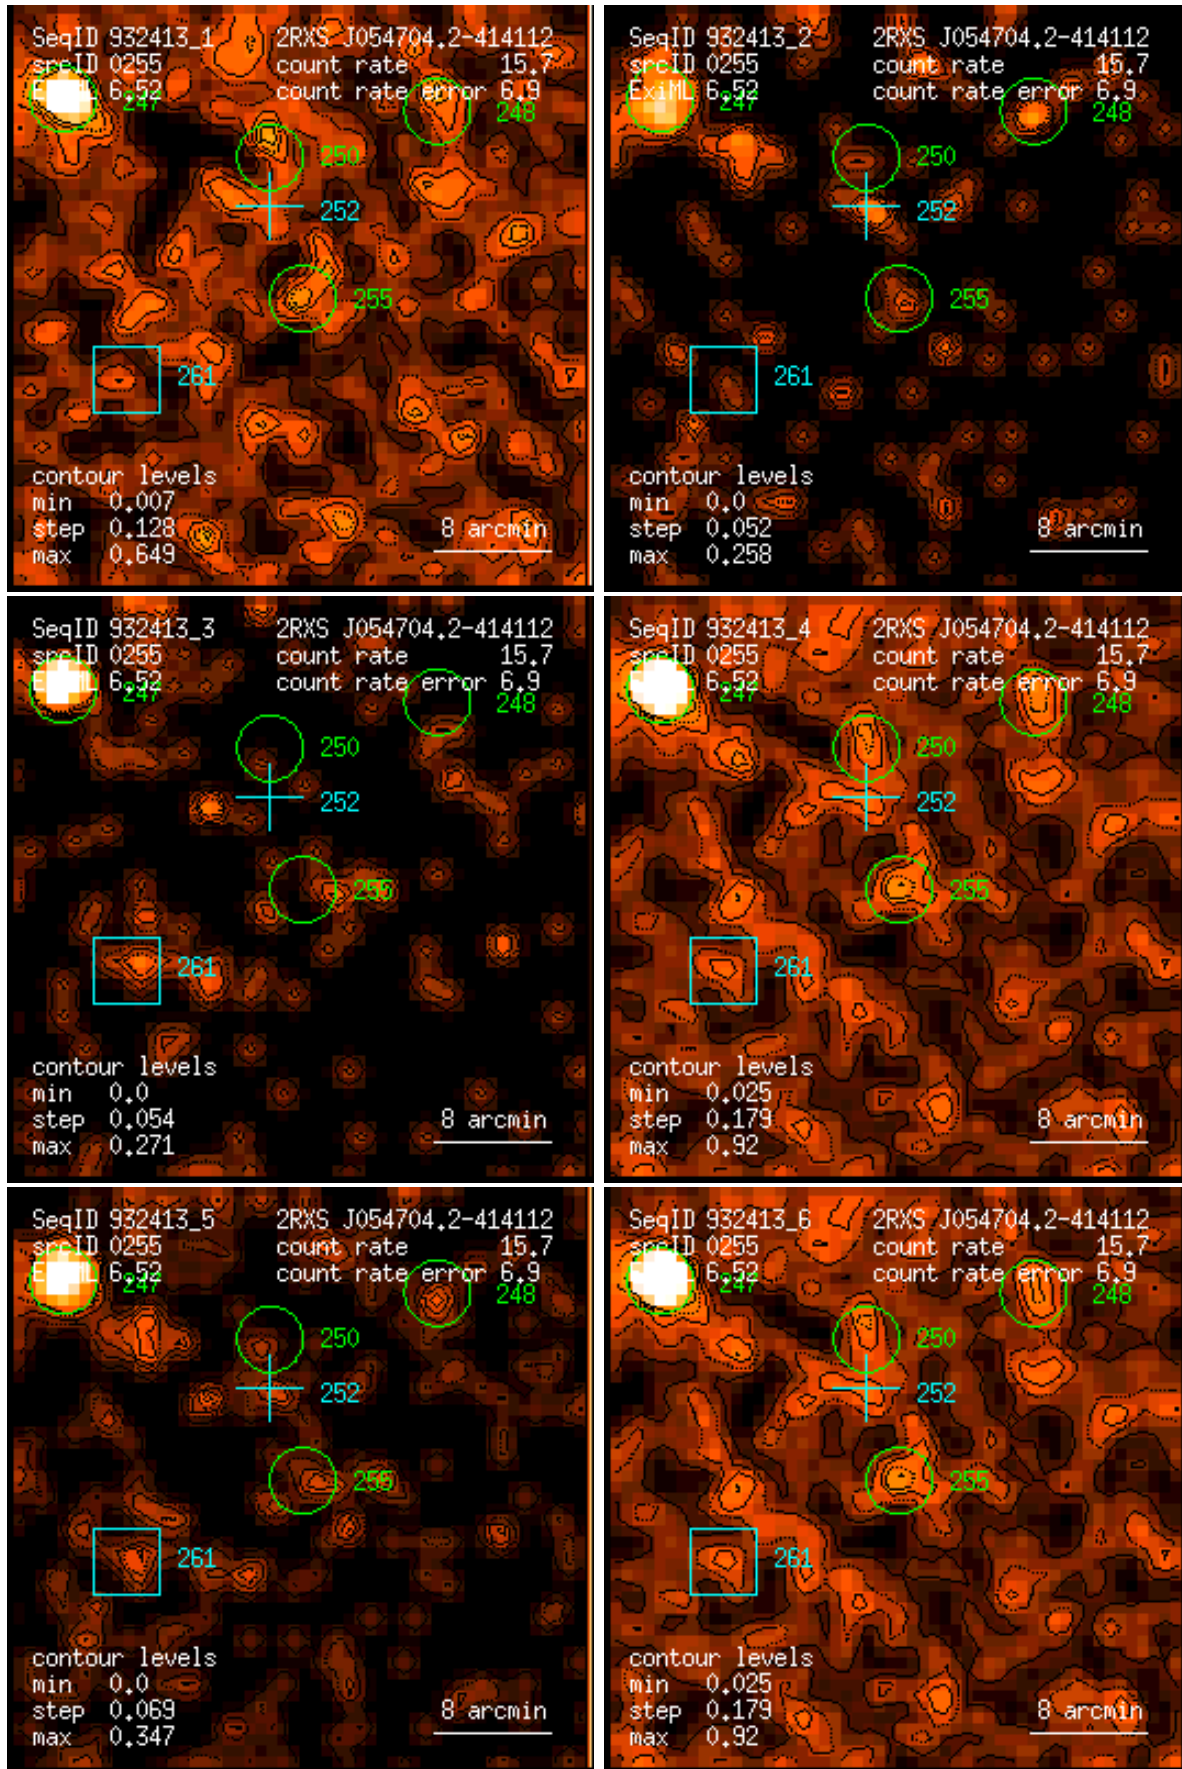 SeqID 932413_1 2RXS J054704.2-414112
srcID 0255 count rate 15.7
ExiML 6.52 count rate error 6.9
247
248
250
252
255
261
contour levels
min 0.007
step 0.128
max 0.649
8 arcmin
SeqID 932413_2 2RXS J054704.2-414112
srcID 0255 count rate 15.7
ExiML 6.52 count rate error 6.9
247
248
250
252
255
261
contour levels
min 0.0
step 0.052
max 0.258
8 arcmin
SeqID 932413_3 2RXS J054704.2-414112
srcID 0255 count rate 15.7
6.52 count rate error 6.9
247
248
250
252
255
261
contour levels
min 0.0
step 0.054
max 0.271
8 arcmin
SeqID 932413_4 2RXS J054704.2-414112
srcID 0255 count rate 15.7
6.52 count rate error 6.9
247
248
250
252
255
261
contour levels
min 0.025
step 0.179
max 0.92
8 arcmin
SeqID 932413_5 2RXS J054704.2-414112
srcID 0255 count rate 15.7
6.52 count rate error 6.9
247
248
250
252
255
261
contour levels
min 0.0
step 0.069
max 0.347
8 arcmin
SeqID 932413_6 2RXS J054704.2-414112
srcID 0255 count rate 15.7
6.52 count rate error 6.9
247
248
250
252
255
261
contour levels
min 0.025
step 0.179
max 0.92
8 arcmin